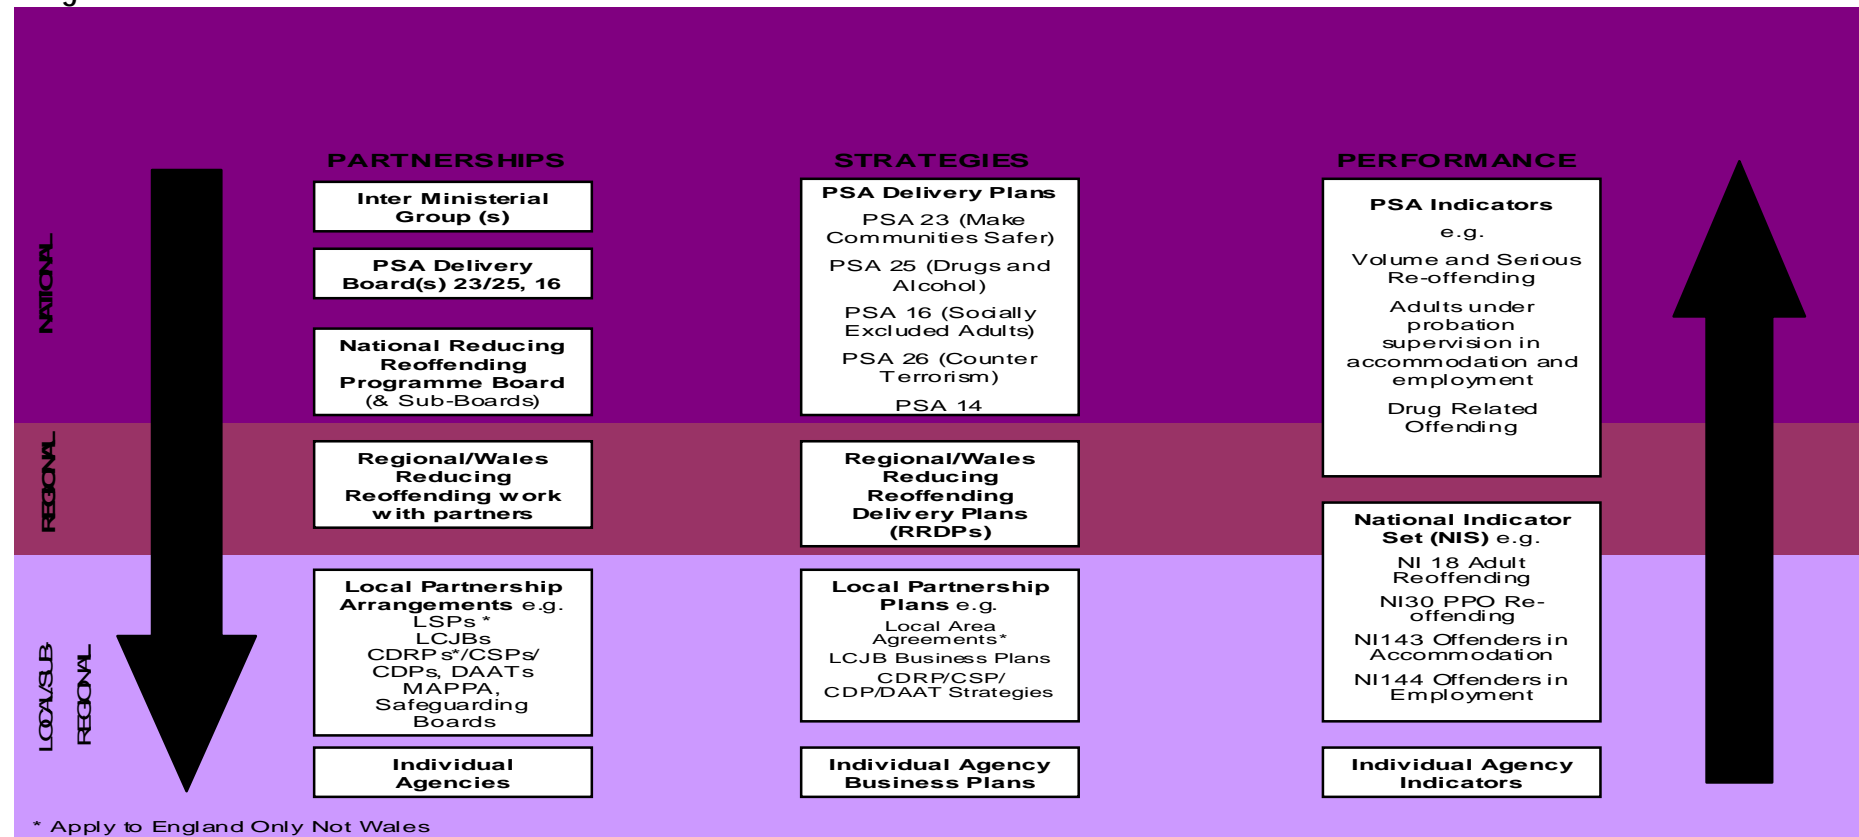 PARTNERSHIPS
Inter Ministerial
Group (s)
PSA Delivery
Board(s) 23/25, 16
National Reducing
Reoffending
Programme Board
(& Sub-Boards)
Regional/Wales
Reducing
Reoffending work
with partners
Local Partnership
Arrangements e.g.
LSPs *
LCJBs
CDRPs*/CSPs/
CDPs, DAATs
MAPPA,
Safeguarding
Boards
Individual
Agencies
STRATEGIES
PSA Delivery Plans
PSA 23 (Make
Communities Safer)
PSA 25 (Drugs and
Alcohol)
PSA 16 (Socially
Excluded Adults)
PSA 26 (Counter
Terrorism)
PSA 14
Regional/Wales
Reducing
Reoffending
Delivery Plans
(RRDPs)
Local Partnership
Plans e.g.
Local Area
Agreements*
LCJB Business Plans
CDRP/CSP/
CDP/DAAT Strategies
Individual Agency
Business Plans
PERFORMANCE
PSA Indicators
e.g.
Volume and Serious
Re-offending
Adults under
probation
supervision in
accommodation and
employment
Drug Related
Offending
National Indicator
Set (NIS) e.g.
NI 18 Adult
Reoffending
NI30 PPO Re-
offending
NI143 Offenders in
Accommodation
NI144 Offenders in
Employment
Individual Agency
Indicators
NATIONAL
REGIONAL
LOCAL/SUB-
REGIONAL
* Apply to England Only Not Wales